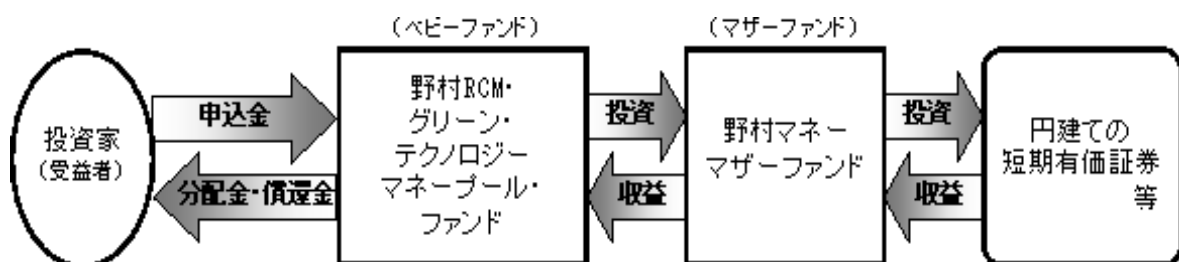 (ベビーファンド)
(マザーファンド)
投資家
(受益者)
申込金
分配金・償還金
野村RCM・
グリーン・
テクノロジー
マネープール・
ファンド
投資
収益
野村マネー
マザーファンド
投資
収益
円建ての
短期有価証券
等